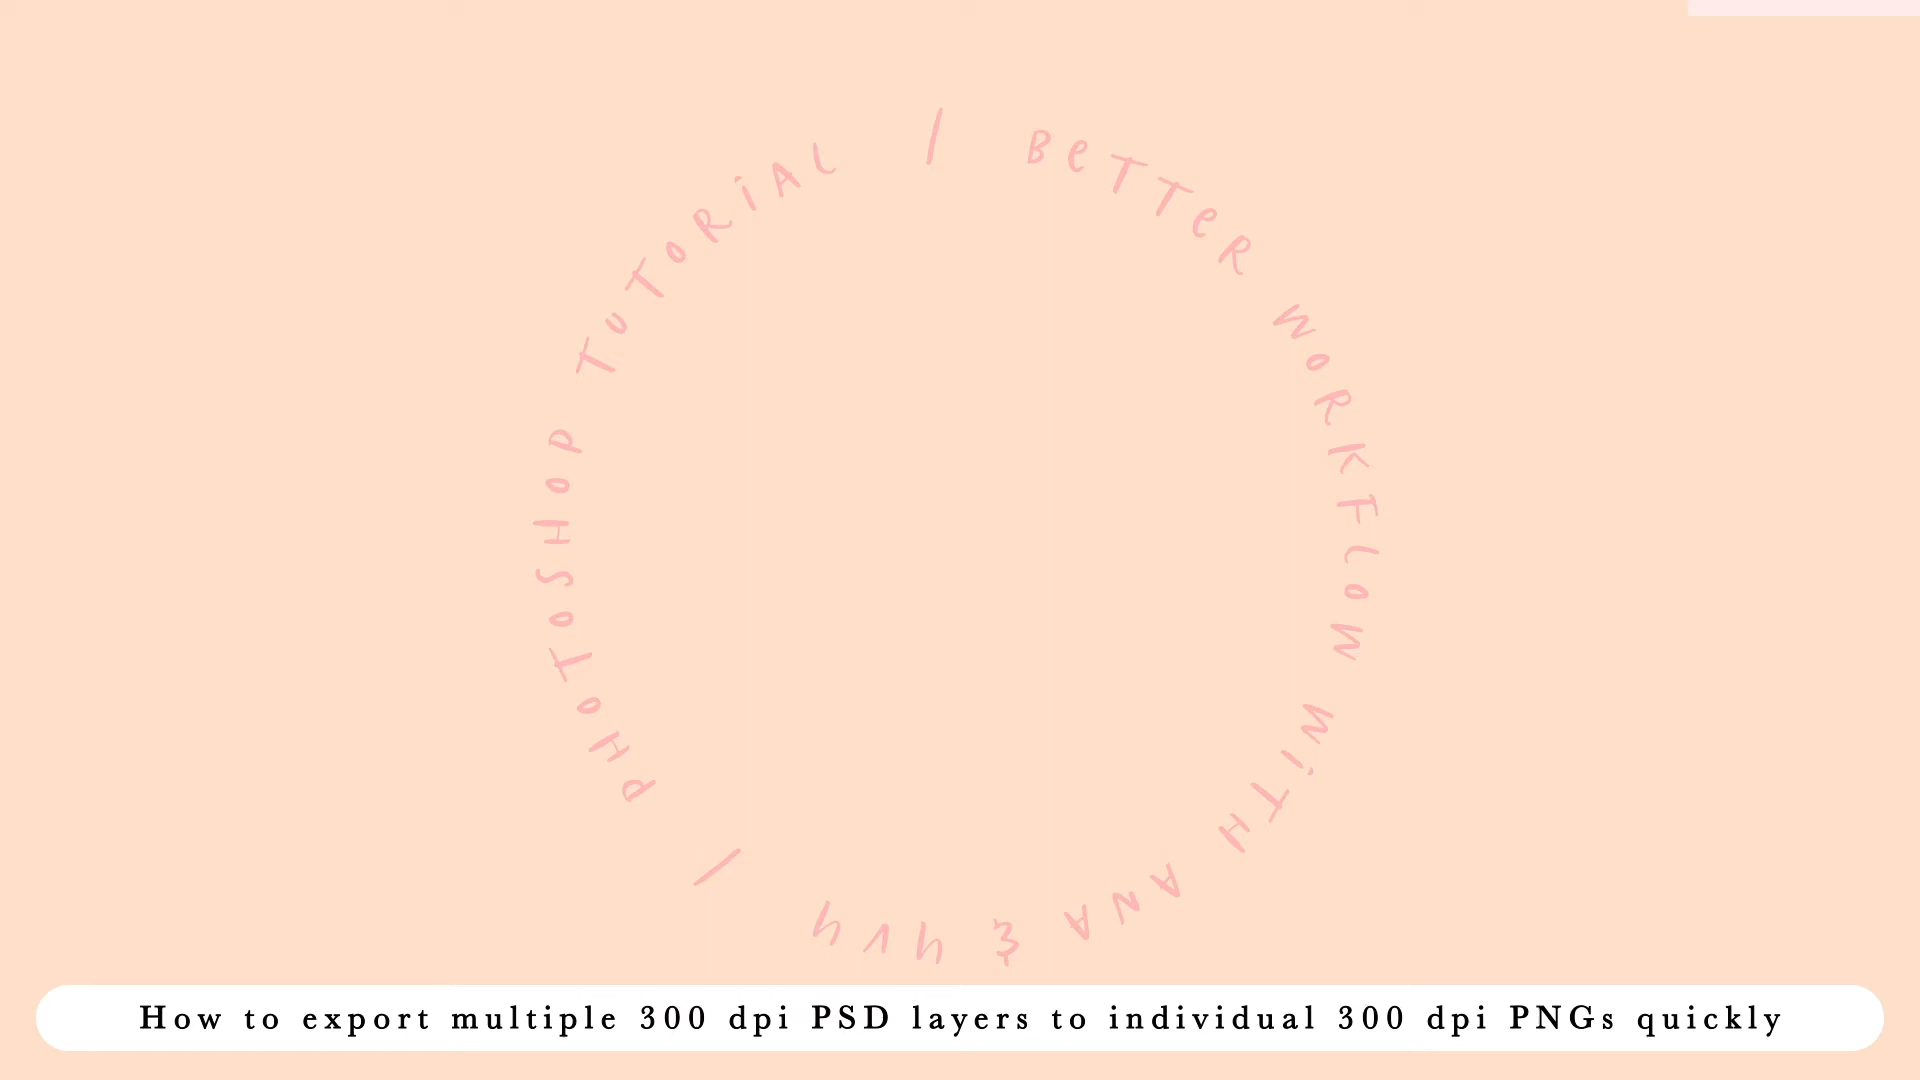 PHOTOSHOP TUTORIAL / BETTER WORKFLOW WITH ANA & YVY /
How to export multiple 300 dpi PSD layers to individual 300 dpi PNGs quickly